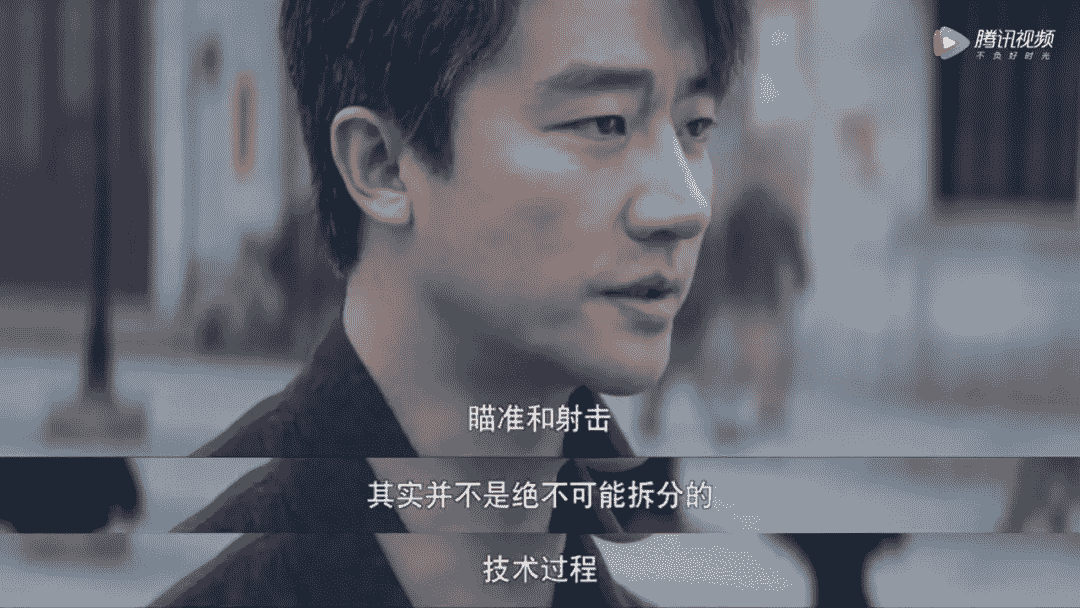 腾讯视频
不负好时光
瞄准和射击
其实并不是绝不可能拆分的
技术过程